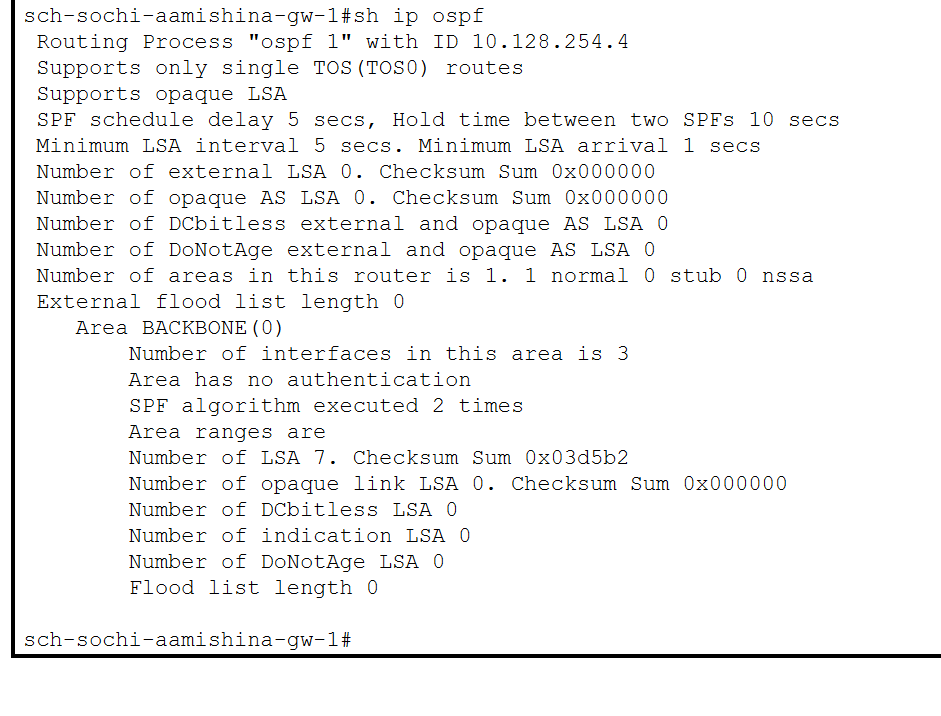 sch-sochi-aamishina-gw-1#sh ip ospf
Routing Process "ospf 1" with ID 10.128.254.4
Supports only single TOS(TOS0) routes
Supports opaque LSA
SPF schedule delay 5 secs, Hold time between two SPFs 10 secs
Minimum LSA interval 5 secs. Minimum LSA arrival 1 secs
Number of external LSA 0. Checksum Sum 0x000000
Number of opaque AS LSA 0. Checksum Sum 0x000000
Number of DCbitless external and opaque AS LSA 0
Number of DoNotAge external and opaque AS LSA 0
Number of areas in this router is 1. 1 normal 0 stub 0 nssa
External flood list length 0
Area BACKBONE(0)
Number of interfaces in this area is 3
Area has no authentication
SPF algorithm executed 2 times
Area ranges are
Number of LSA 7. Checksum Sum 0x03d5b2
Number of opaque link LSA 0. Checksum Sum 0x000000
Number of DCbitless LSA 0
Number of indication LSA 0
Number of DoNotAge LSA 0
Flood list length 0
sch-sochi-aamishina-gw-1#